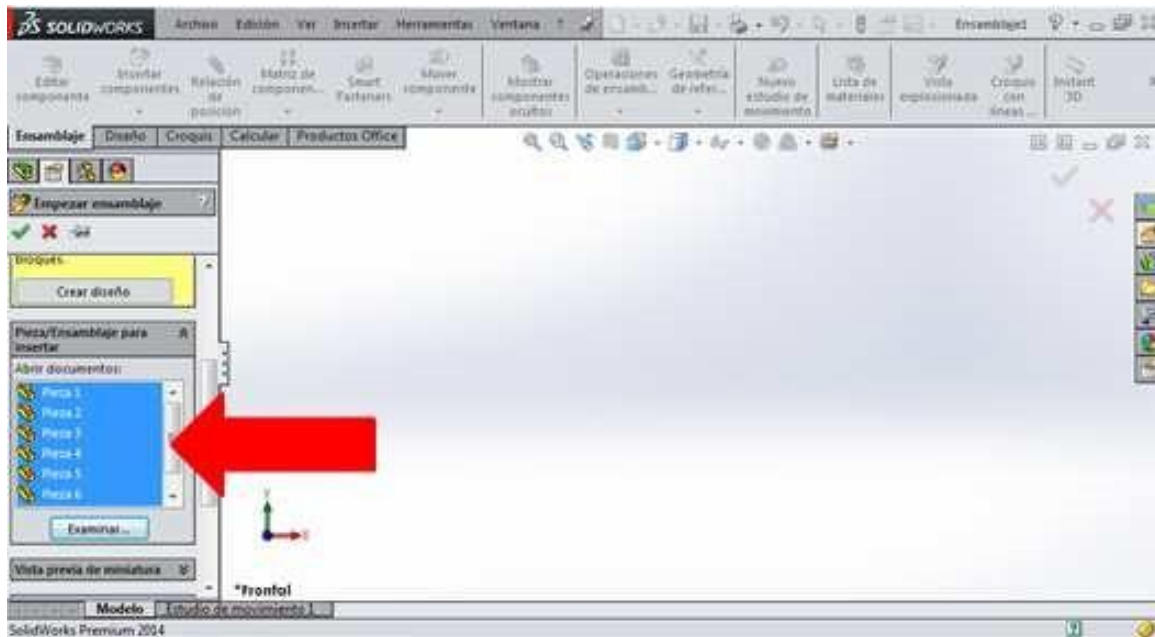 SOLIDWORKS Archivo Edición Ver Insertar Herramientas Ventana ? Ensamblaje1
Editar componente
Insertar componentes
Relación de posición
Matriz de componen...
Smart Fasteners
Mover componente
Mostrar componentes ocultos
Operaciones de ensamb...
Geometría de refer...
Nuevo estudio de movimiento
Lista de materiales
Vista explosionada
Croquis con líneas ...
Instant 3D
Ensamblaje Diseño Croquis Calcular Productos Office
Empezar ensamblaje ?
bloques.
Crear diseño
Pieza/Ensamblaje para
insertar
Abrir documentos:
Pieza 1
Pieza 2
Pieza 3
Pieza 4
Pieza 5
Pieza 6
Examinar...
Y
X
Vista previa de miniatura
*Frontal
Modelo Estudio de movimiento 1
SolidWorks Premium 2014